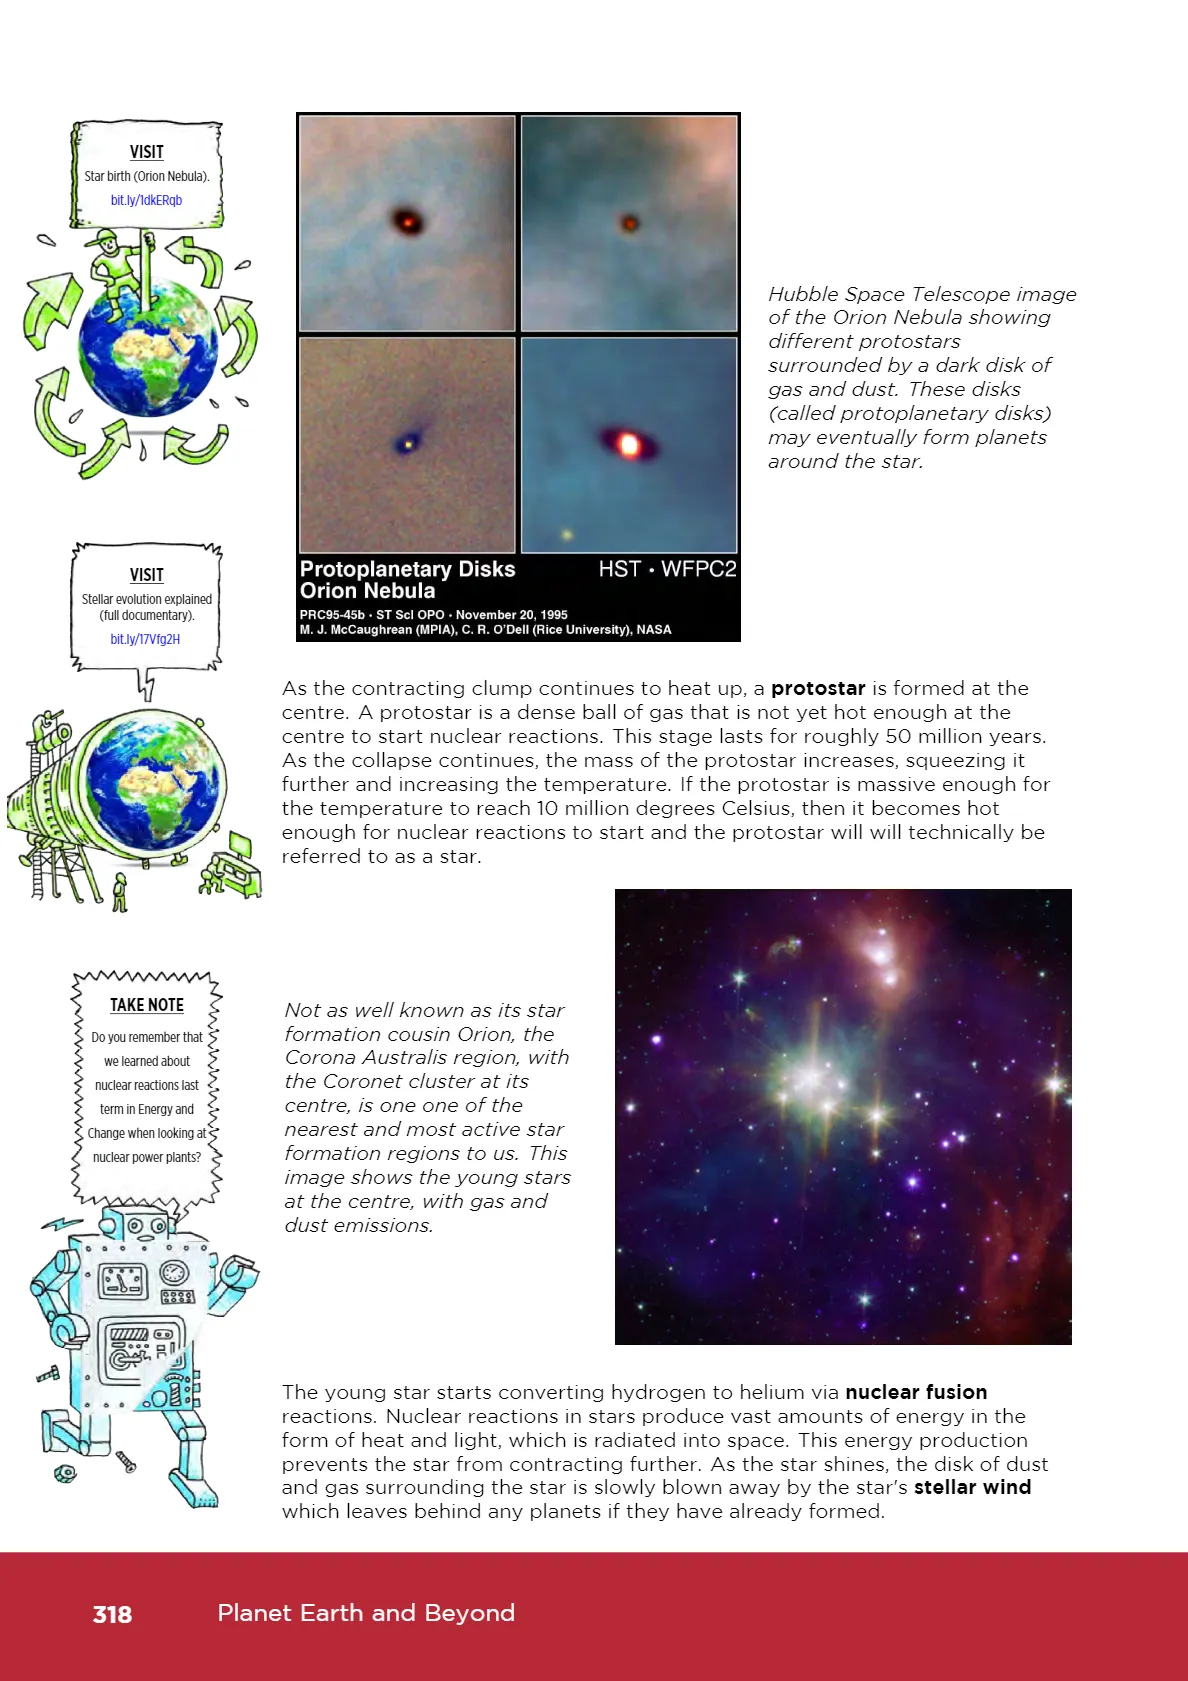 VISIT
Star birth (Orion Nebula).
bit.ly/1dkERqb
Protoplanetary Disks
Orion Nebula
HST · WFPC2
PRC95-45b · ST ScI OPO · November 20, 1995
M. J. McCaughrean (MPIA), C. R. O'Dell (Rice University), NASA
Hubble Space Telescope image
of the Orion Nebula showing
different protostars
surrounded by a dark disk of
gas and dust. These disks
(called protoplanetary disks)
may eventually form planets
around the star.
VISIT
Stellar evolution explained
(full documentary).
bit.ly/17Vfg2H
As the contracting clump continues to heat up, a protostar is formed at the
centre. A protostar is a dense ball of gas that is not yet hot enough at the
centre to start nuclear reactions. This stage lasts for roughly 50 million years.
As the collapse continues, the mass of the protostar increases, squeezing it
further and increasing the temperature. If the protostar is massive enough for
the temperature to reach 10 million degrees Celsius, then it becomes hot
enough for nuclear reactions to start and the protostar will will technically be
referred to as a star.
TAKE NOTE
Do you remember that
we learned about
nuclear reactions last
term in Energy and
Change when looking at
nuclear power plants?
Not as well known as its star
formation cousin Orion, the
Corona Australis region, with
the Coronet cluster at its
centre, is one one of the
nearest and most active star
formation regions to us. This
image shows the young stars
at the centre, with gas and
dust emissions.
The young star starts converting hydrogen to helium via nuclear fusion
reactions. Nuclear reactions in stars produce vast amounts of energy in the
form of heat and light, which is radiated into space. This energy production
prevents the star from contracting further. As the star shines, the disk of dust
and gas surrounding the star is slowly blown away by the star's stellar wind
which leaves behind any planets if they have already formed.
318
Planet Earth and Beyond